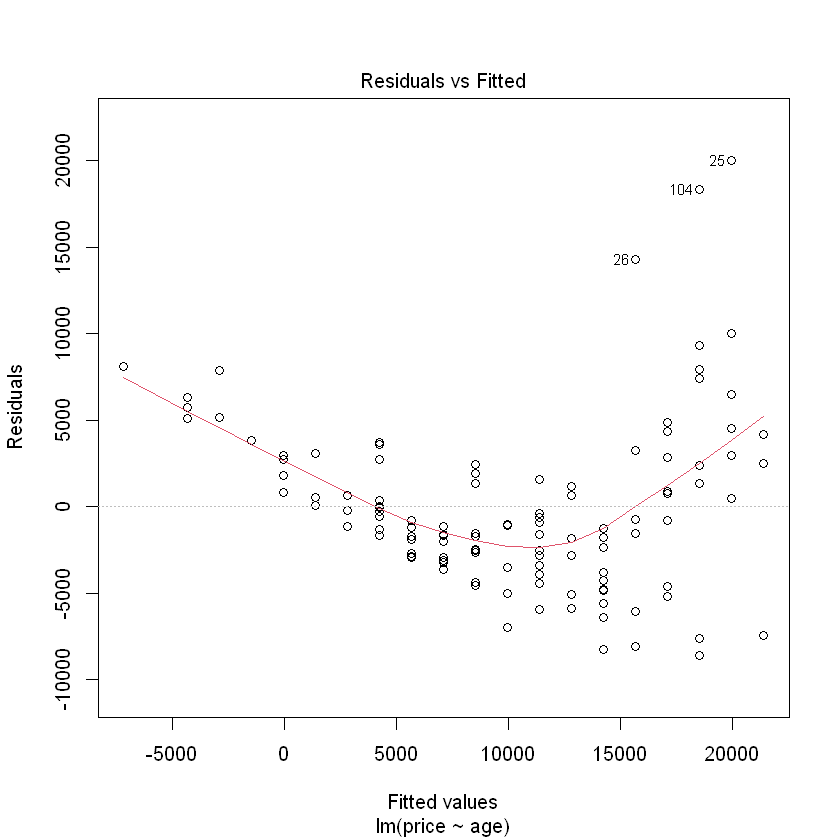 Residuals vs Fitted
20000
15000
10000
5000
0
-5000
-10000
Residuals
25
104
26
-5000 0 5000 10000 15000 20000
Fitted values
lm(price ~ age)